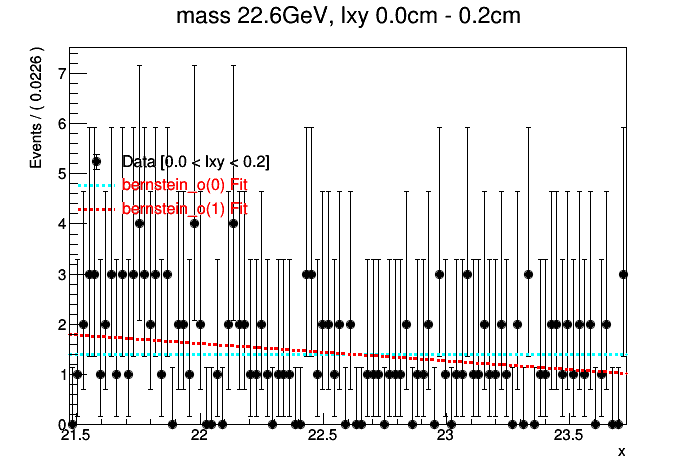 mass 22.6GeV, lxy 0.0cm - 0.2cm
Events / ( 0.0226 )
7
6
5
4
3
2
1
0
Data [0.0 < lxy < 0.2]
bernstein_o(0) Fit
bernstein_o(1) Fit
21.5 22 22.5 23 23.5
x